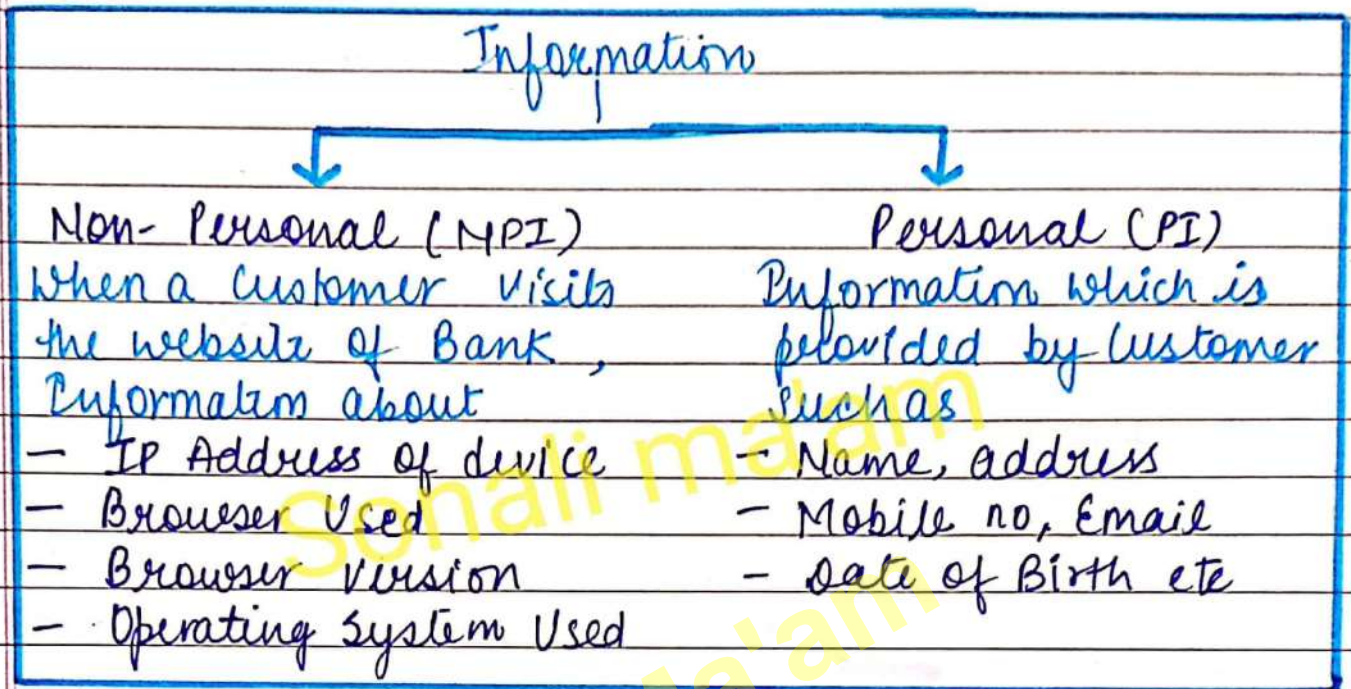 Information
Non-Personal (NPI)
When a Customer visits
the website of Bank,
Information about
- IP Address of device
- Browser Used
- Browser Version
- Operating System Used
Personal (PI)
Information which is
provided by Customer
such as
- Name, address
- Mobile no, Email
- Date of Birth etc
Sonali ma'am